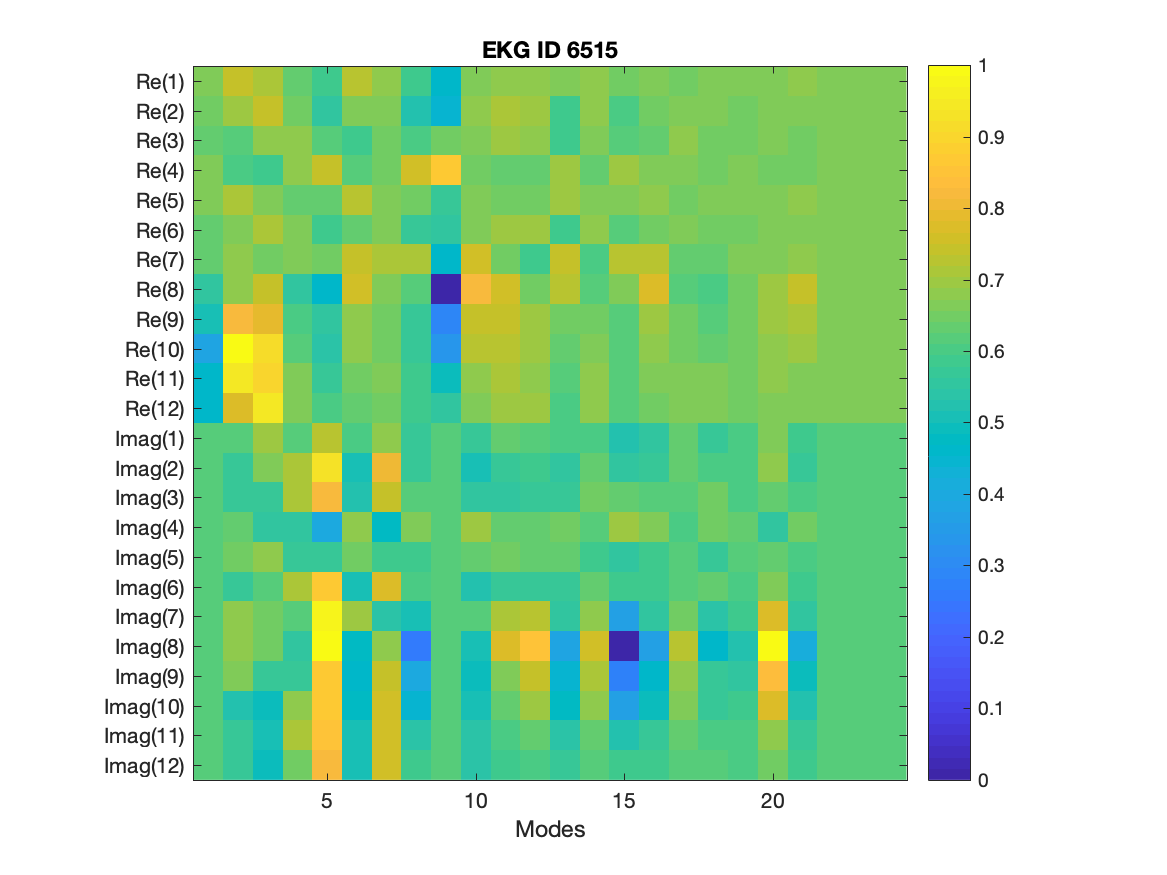 EKG ID 6515
Re(1)
Re(2)
Re(3)
Re(4)
Re(5)
Re(6)
Re(7)
Re(8)
Re(9)
Re(10)
Re(11)
Re(12)
Imag(1)
Imag(2)
Imag(3)
Imag(4)
Imag(5)
Imag(6)
Imag(7)
Imag(8)
Imag(9)
Imag(10)
Imag(11)
Imag(12)
5 10 15 20
Modes
1
0.9
0.8
0.7
0.6
0.5
0.4
0.3
0.2
0.1
0